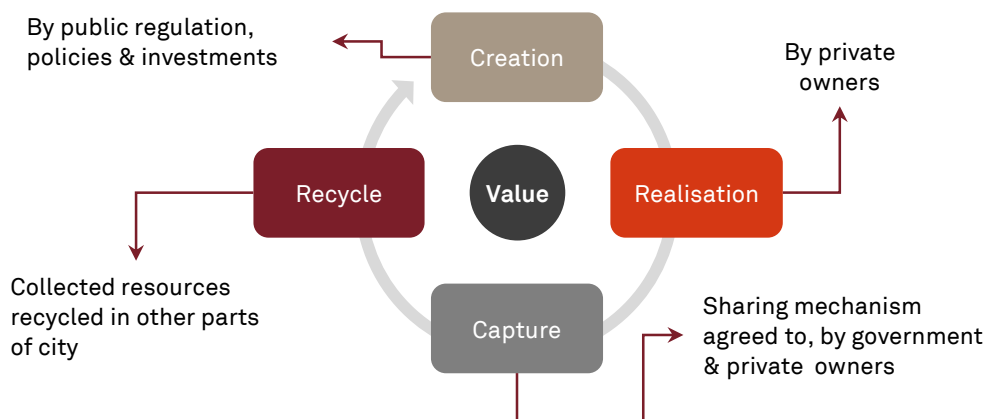 By public regulation,
policies & investments
Creation
By private
owners
Recycle
Value
Realisation
Collected resources
recycled in other parts
of city
Capture
Sharing mechanism
agreed to, by government
& private owners